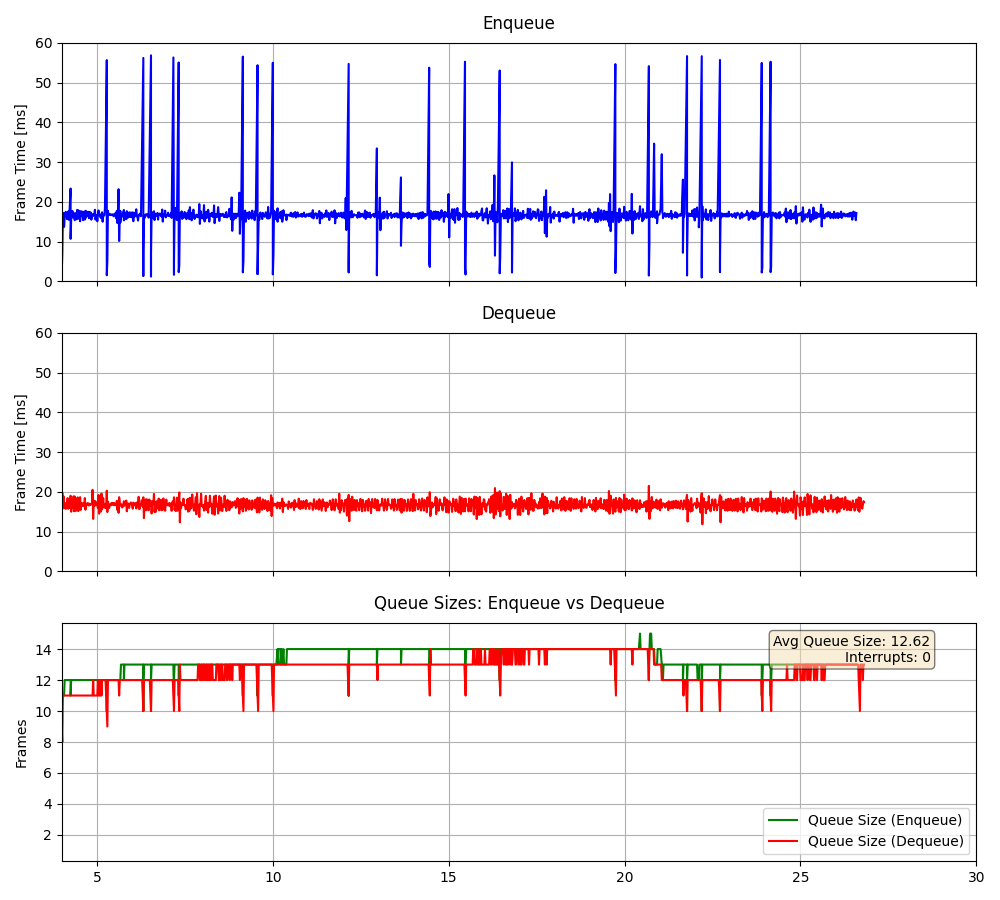 Enqueue
Frame Time [ms]
60
50
40
30
20
10
0
Dequeue
Frame Time [ms]
60
50
40
30
20
10
0
Queue Sizes: Enqueue vs Dequeue
Frames
14
12
10
8
6
4
2
Avg Queue Size: 12.62
Interrupts: 0
Queue Size (Enqueue)
Queue Size (Dequeue)
5 10 15 20 25 30